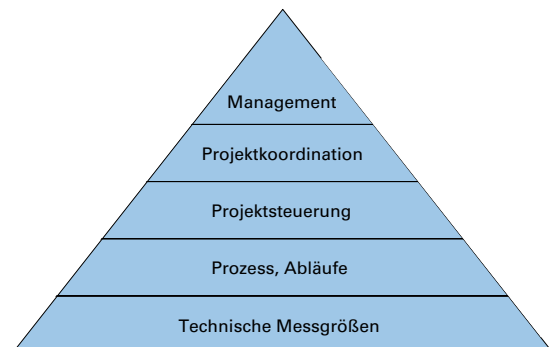 Management
Projektkoordination
Projektsteuerung
Prozess, Abläufe
Technische Messgrößen